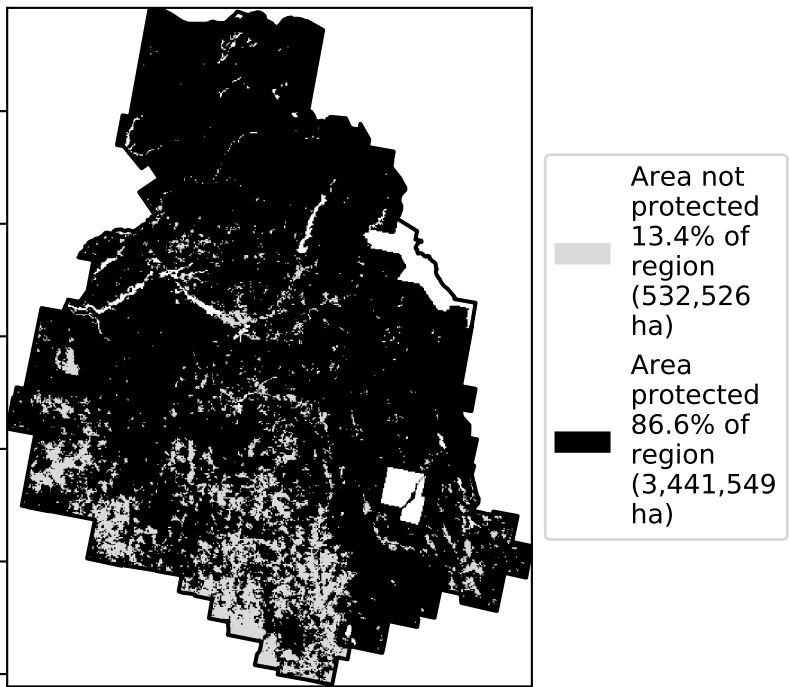 Area not
protected
13.4% of
region
(532,526
ha)
Area
protected
86.6% of
region
(3,441,549
ha)